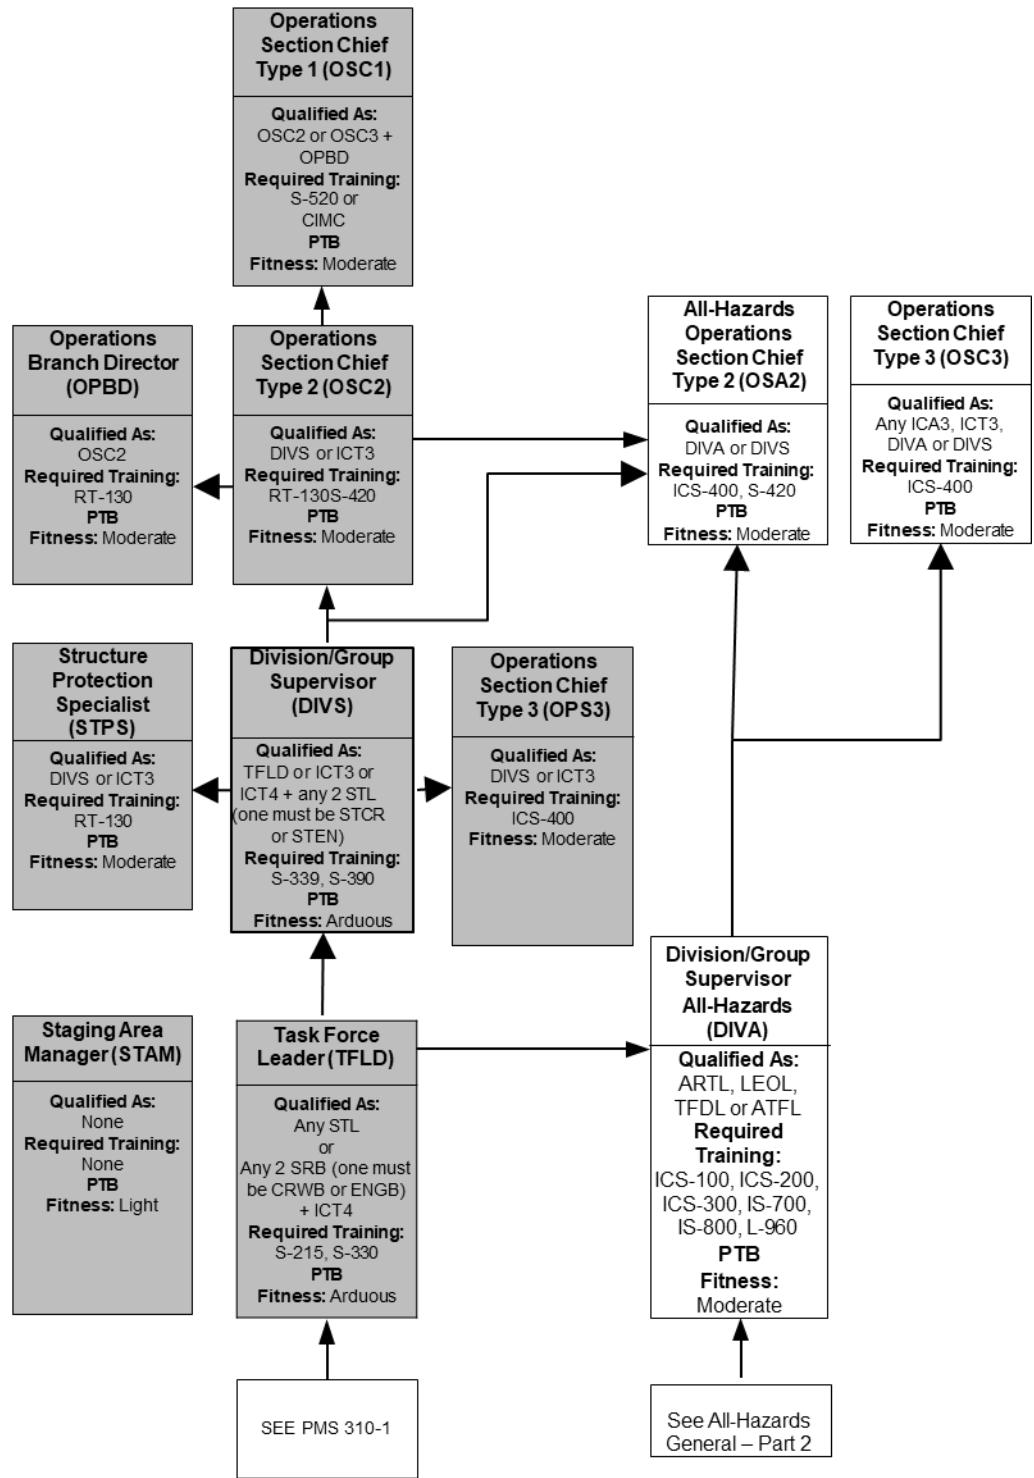 Operations
Section Chief
Type 1 (OSC1)
Qualified As:
OSC2 or OSC3 +
OPBD
Required Training:
S-520 or
CIMC
PTB
Fitness: Moderate
Operations
Branch Director
(OPBD)
Qualified As:
OSC2
Required Training:
RT-130
PTB
Fitness: Moderate
Operations
Section Chief
Type 2 (OSC2)
Qualified As:
DIVS or ICT3
Required Training:
RT-130S-420
PTB
Fitness: Moderate
All-Hazards
Operations
Section Chief
Type 2 (OSA2)
Qualified As:
DIVA or DIVS
Required Training:
ICS-400, S-420
PTB
Fitness: Moderate
Operations
Section Chief
Type 3 (OSC3)
Qualified As:
Any ICA3, ICT3,
DIVA or DIVS
Required Training:
ICS-400
PTB
Fitness: Moderate
Structure
Protection
Specialist
(STPS)
Qualified As:
DIVS or ICT3
Required Training:
RT-130
PTB
Fitness: Moderate
Division/Group
Supervisor
(DIVS)
Qualified As:
TFLD or ICT3 or
ICT4 + any 2 STL
(one must be STCR
or STEN)
Required Training:
S-339, S-390
PTB
Fitness: Arduous
Operations
Section Chief
Type 3 (OPS3)
Qualified As:
DIVS or ICT3
Required Training:
ICS-400
PTB
Fitness: Moderate
Staging Area
Manager (STAM)
Qualified As:
None
Required Training:
None
PTB
Fitness: Light
Task Force
Leader (TFLD)
Qualified As:
Any STL
or
Any 2 SRB (one must
be CRWB or ENGB)
+ ICT4
Required Training:
S-215, S-330
PTB
Fitness: Arduous
Division/Group
Supervisor
All-Hazards
(DIVA)
Qualified As:
ARTL, LEOL,
TFDL or ATFL
Required
Training:
ICS-100, ICS-200,
ICS-300, IS-700,
IS-800, L-960
PTB
Fitness:
Moderate
SEE PMS 310-1
See All-Hazards
General – Part 2